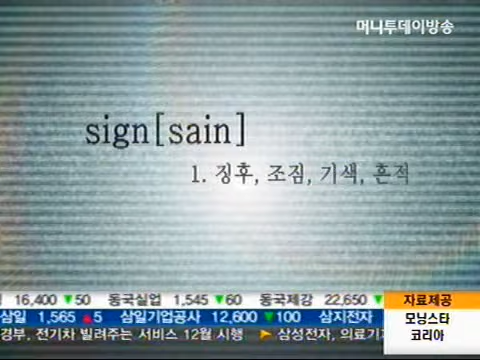 머니투데이방송
sign[sain]
1. 징후, 조짐, 기색, 흔적
16,400 ▼50 동국실업 1,545 ▼60 동국제강 22,650 ▼
자료제공
삼일 1,565 ▲5 삼일기업공사 12,600 ▼100 삼지전자
모닝스타
코리아
경부, 전기차 빌려주는 서비스 12월 시행 ➤ 삼성전자, 의료기